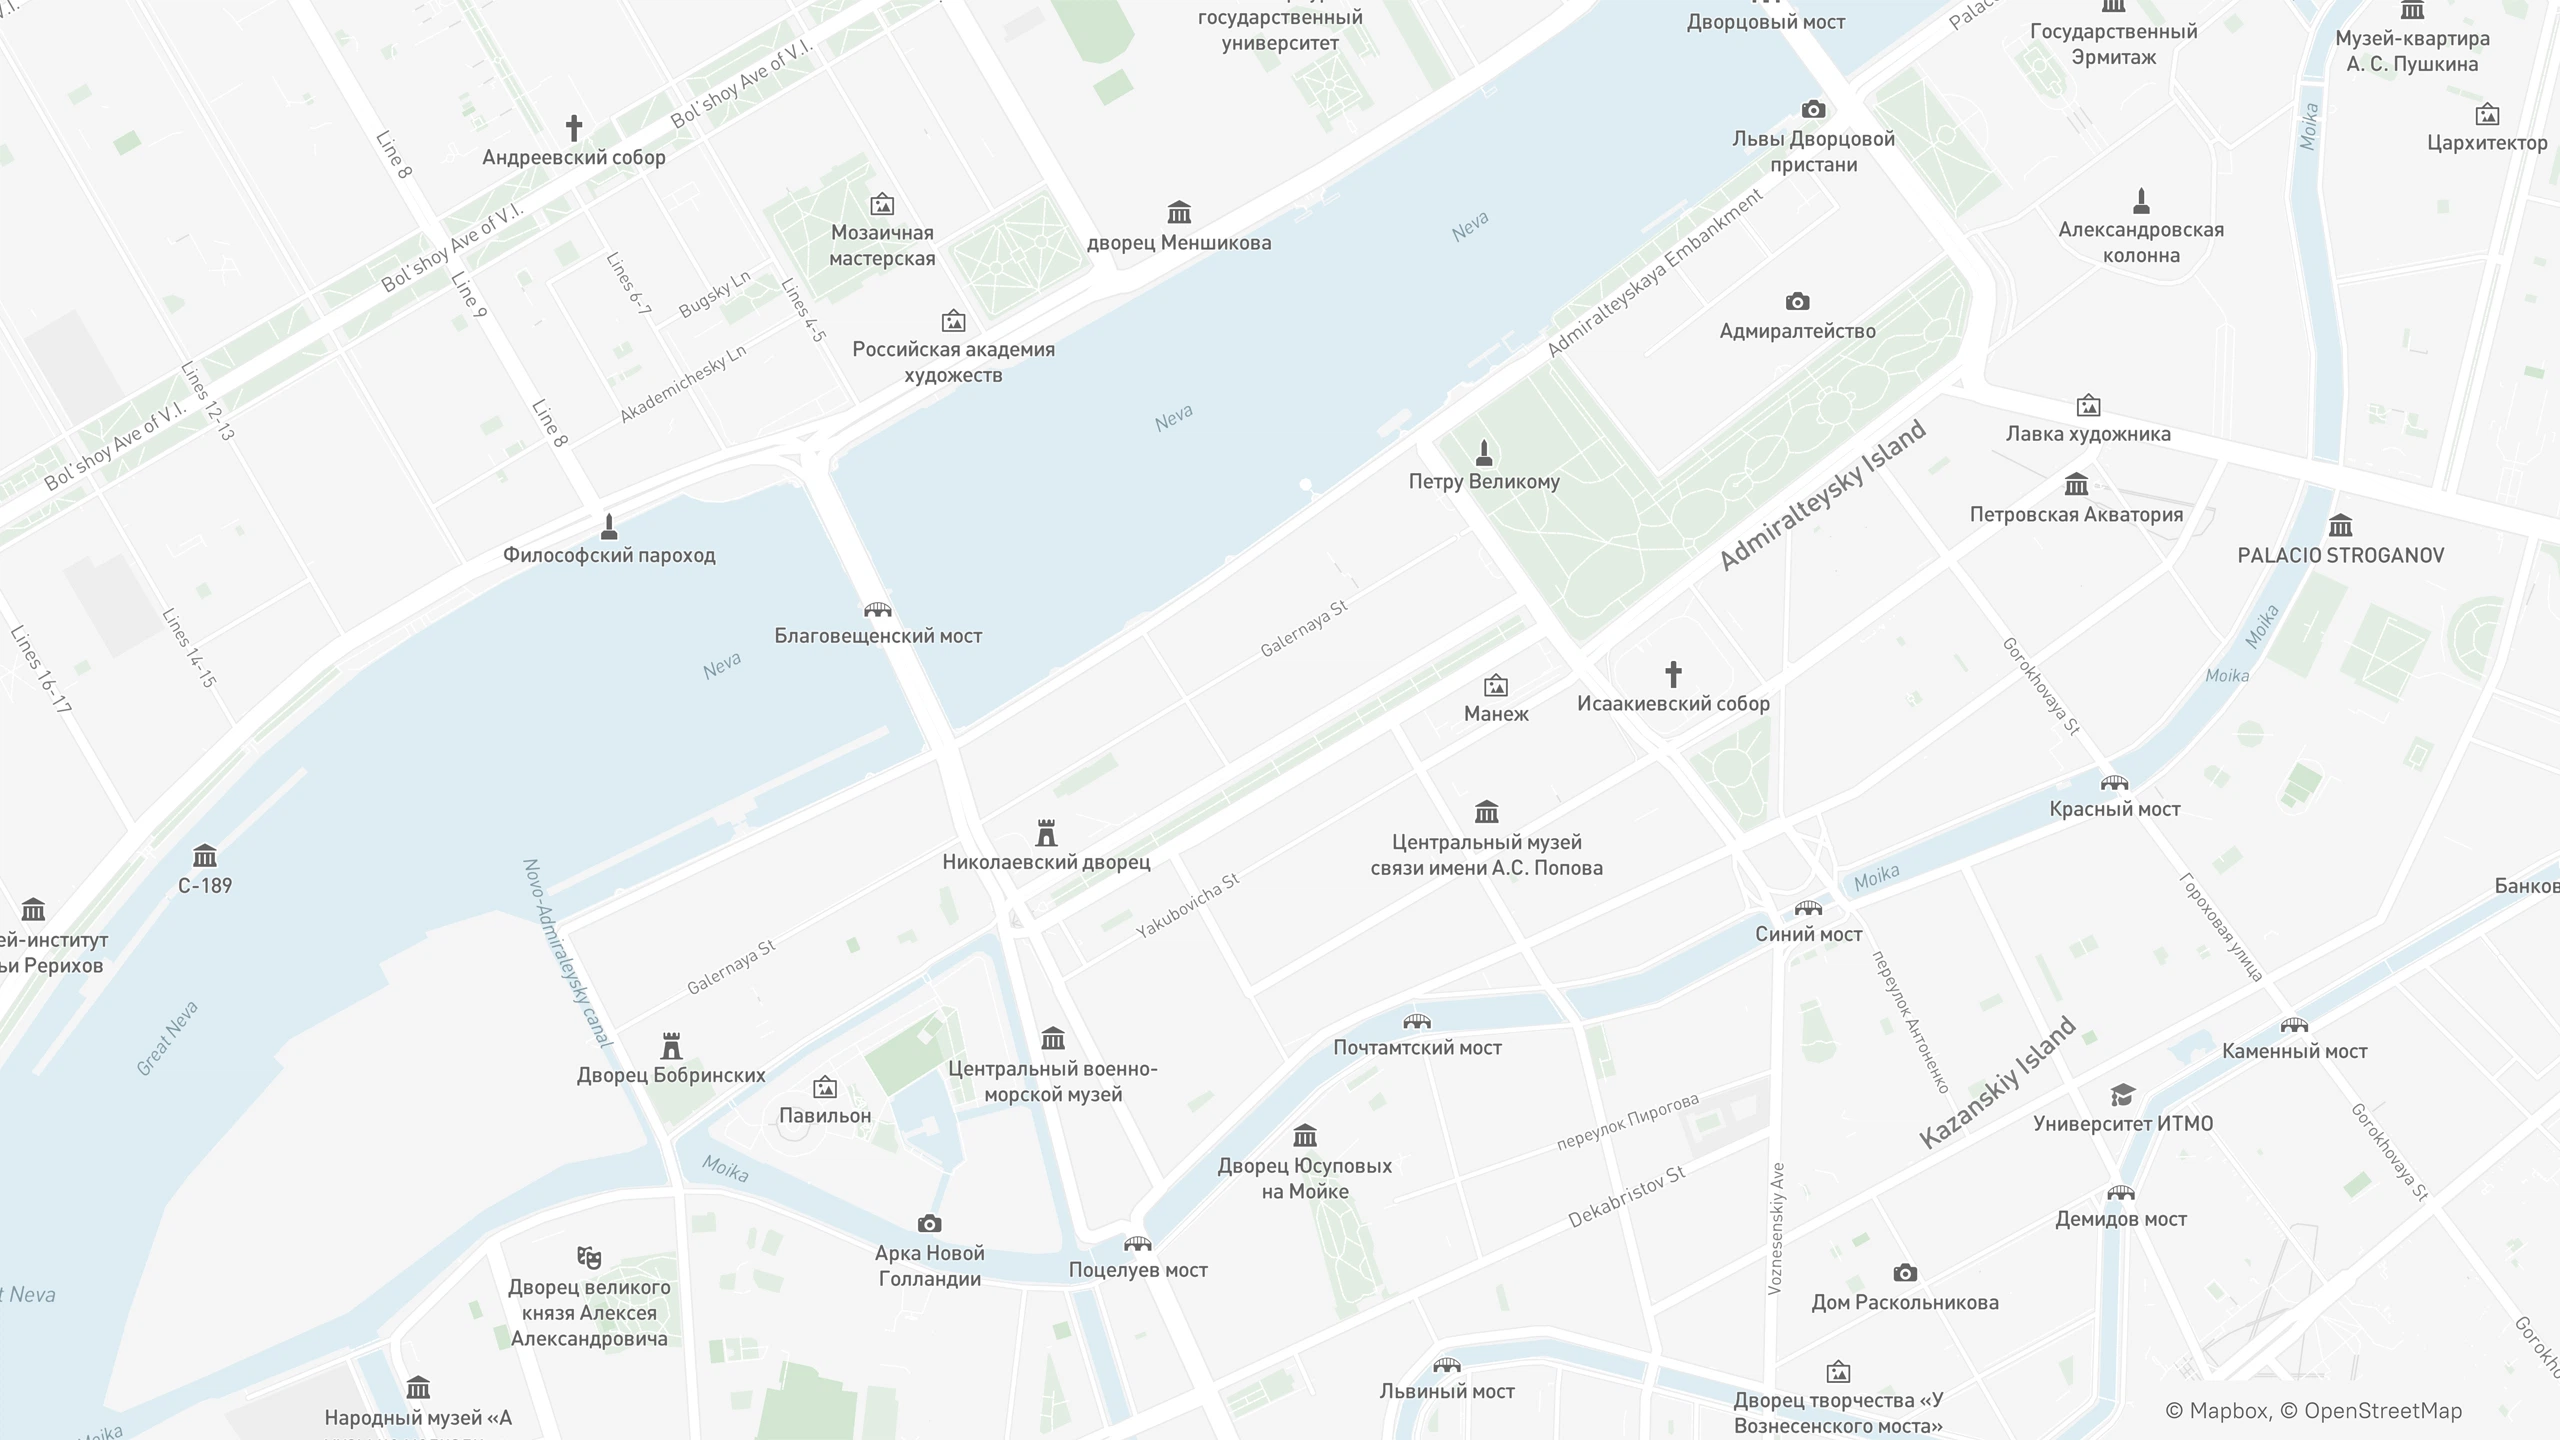 государственный
университет
Дворцовый мост
Государственный
Эрмитаж
Музей-квартира
А. С. Пушкина
Bol'shoy Ave of V.I.
Moika
Цархитектор
Line 8
Андреевский собор
Львы Дворцовой
пристани
Мозаичная
мастерская
дворец Меншикова
Neva
Александровская
колонна
Bol'shoy Ave of V.I.
Line 9
Lines 6-7
Bugsky Ln
Lines 4-5
Admiralteyskaya Embankment
Адмиралтейство
Российская академия
художеств
Akademichesky Ln
Lines 12-13
Line 8
Neva
Лавка художника
Bol'shoy Ave of V.I.
Петру Великому
Admiralteysky Island
Петровская Акватория
Философский пароход
PALACIO STROGANOV
Благовещенский мост
Galernaya St
Moika
Lines 14-15
Lines 16-17
Neva
Moika
Gorokhovaya St
Манеж
Исаакиевский собор
Красный мост
Николаевский дворец
Центральный музей
связи имени А.С. Попова
С-189
Moika
Банков
Yakubovicha St
Novo-Admiraleysky canal
Синий мост
Гороховая улица
ей-институт
ьи Рерихов
Galernaya St
переулок Антоненко
Great Neva
Почтамтский мост
Каменный мост
Дворец Бобринских
Центральный военно-
морской музей
Kazanskiy Island
Павильон
переулок Пирогова
Университет ИТМО
Moika
Дворец Юсуповых
на Мойке
Gorokhovaya St
Dekabristov St
Voznesenskiy Ave
Демидов мост
Арка Новой
Голландии
Поцелуев мост
t Neva
Дворец великого
князя Алексея
Александровича
Дом Раскольникова
Gorokho
Львиный мост
Дворец творчества «У
Вознесенского моста»
Народный музей «А
Moika
© Mapbox, © OpenStreetMap